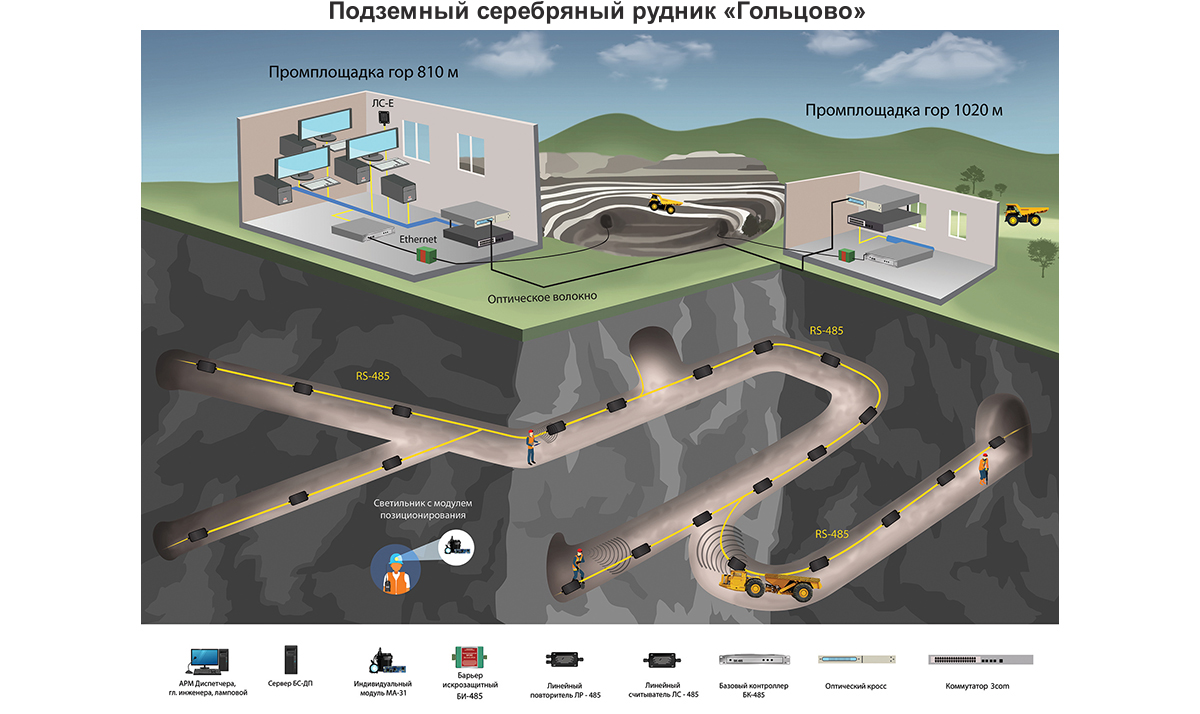 Подземный серебряный рудник «Гольцово»
Промплощадка гор 810 м
ЛС-Е
Промплощадка гор 1020 м
Ethernet
Оптическое волокно
RS-485
RS-485
Светильник с модулем
позиционирования
RS-485
АРМ Диспетчера,
гл. инженера, ламповой
Сервер БС-ДП
Индивидуальный
модуль МА-31
Барьер
искрозащитный
БИ-485
Линейный
повторитель ЛР - 485
Линейный
считыватель ЛС - 485
Базовый контроллер
БК-485
Оптический кросс
Коммутатор 3com